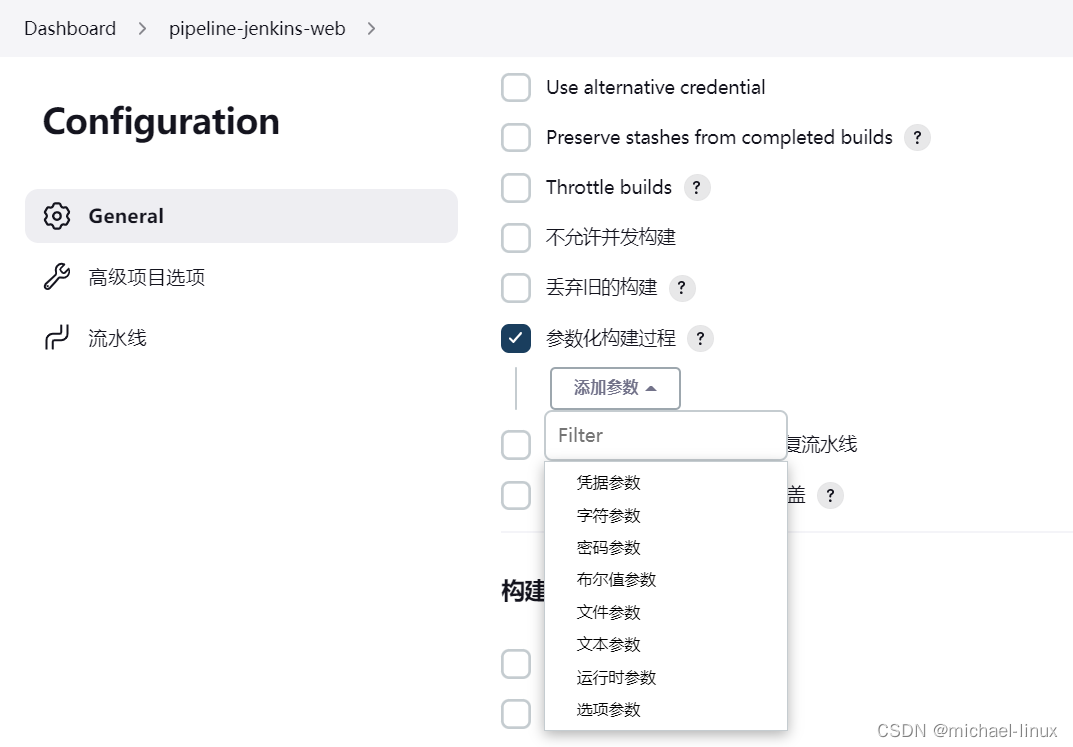 Dashboard > pipeline-jenkins-web >
Configuration
General
高级项目选项
流水线
Use alternative credential
Preserve stashes from completed builds ?
Throttle builds ?
不允许并发构建
丢弃旧的构建 ?
参数化构建过程 ?
添加参数
Filter
复流水线
凭据参数
盖 ?
字符参数
密码参数
布尔值参数
构建
文件参数
文本参数
运行时参数
选项参数
CSDN @michael-linux